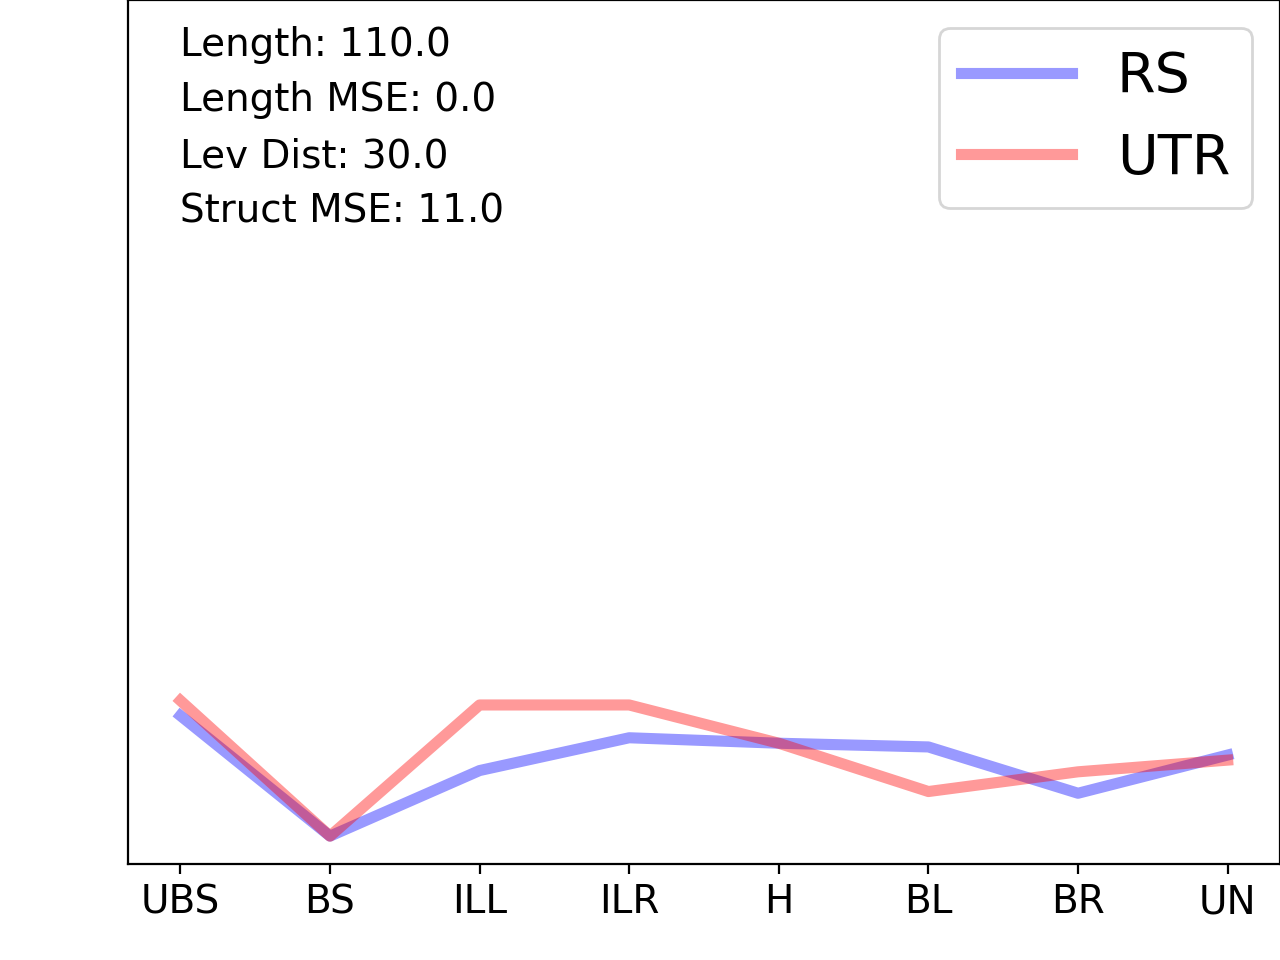 Length: 110.0
Length MSE: 0.0
Lev Dist: 30.0
Struct MSE: 11.0
RS
UTR
UBS BS ILL ILR H BL BR UN